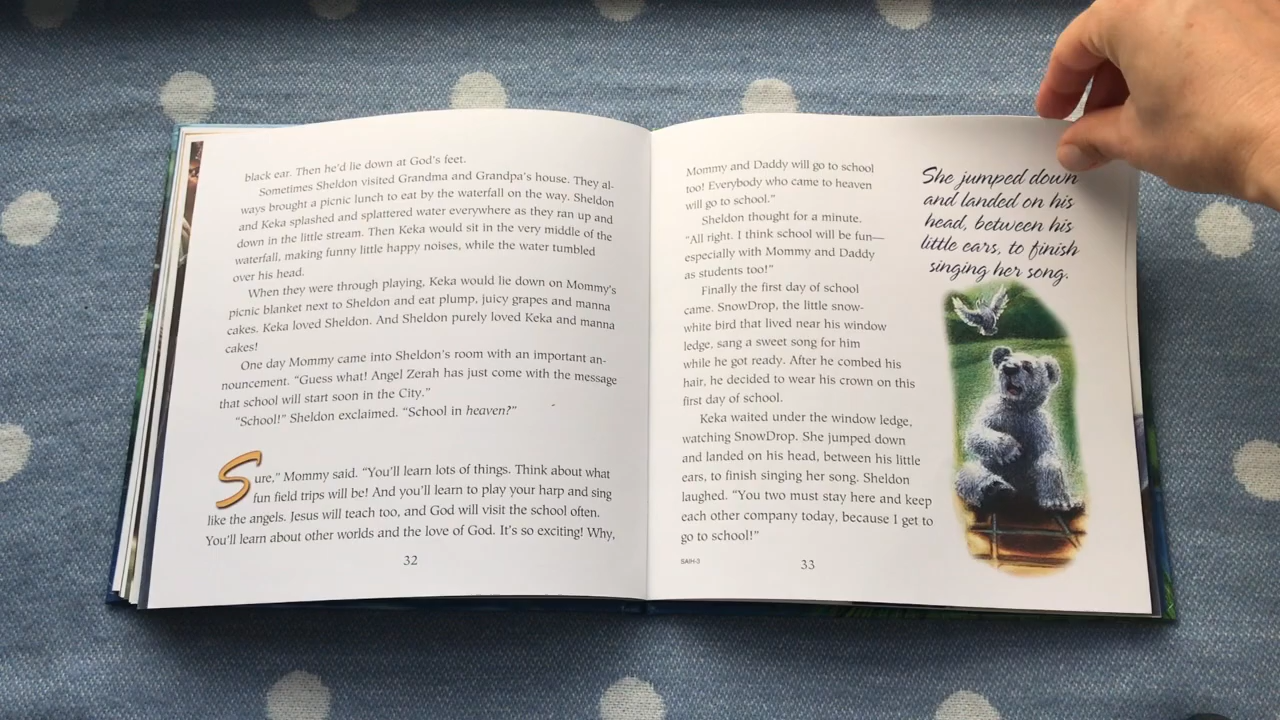 black ear. Then he'd lie down at God's feet.
Sometimes Sheldon visited Grandma and Grandpa's house. They al-
ways brought a picnic lunch to eat by the waterfall on the way. Sheldon
and Keka splashed and splattered water everywhere as they ran up and
down in the little stream. Then Keka would sit in the very middle of the
waterfall, making funny little happy noises, while the water tumbled
over his head.
When they were through playing, Keka would lie down on Mommy's
picnic blanket next to Sheldon and eat plump, juicy grapes and manna
cakes. Keka loved Sheldon. And Sheldon purely loved Keka and manna
cakes!
One day Mommy came into Sheldon's room with an important an-
nouncement. "Guess what! Angel Zerah has just come with the message
that school will start soon in the City."
"School!" Sheldon exclaimed. "School in heaven?"
Sure," Mommy said. "You'll learn lots of things. Think about what
fun field trips will be! And you'll learn to play your harp and sing
like the angels. Jesus will teach too, and God will visit the school often.
You'll learn about other worlds and the love of God. It's so exciting! Why,
32
Mommy and Daddy will go to school
too! Everybody who came to heaven
will go to school."
Sheldon thought for a minute.
"All right. I think school will be fun—
especially with Mommy and Daddy
as students too!"
Finally the first day of school
came. SnowDrop, the little snow-
white bird that lived near his window
ledge, sang a sweet song for him
while he got ready. After he combed his
hair, he decided to wear his crown on this
first day of school.
Keka waited under the window ledge,
watching SnowDrop. She jumped down
and landed on his head, between his little
ears, to finish singing her song. Sheldon
laughed. "You two must stay here and keep
each other company today, because I get to
go to school!"
SAIH-3
33
She jumped down
and landed on his
head, between his
little ears, to finish
singing her song.